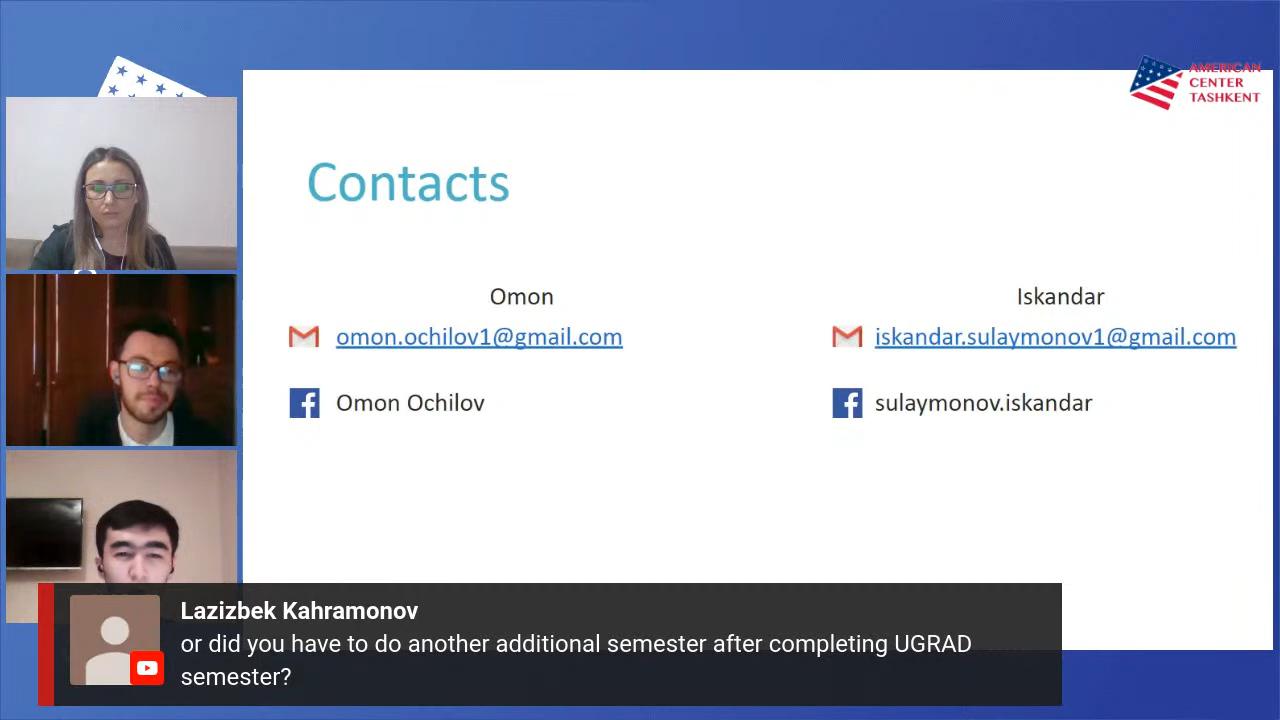 AMERICAN
CENTER
TASHKENT
Contacts
Omon
omon.ochilov1@gmail.com
Omon Ochilov
Iskandar
iskandar.sulaymonov1@gmail.com
sulaymonov.iskandar
Lazizbek Kahramonov
or did you have to do another additional semester after completing UGRAD
semester?